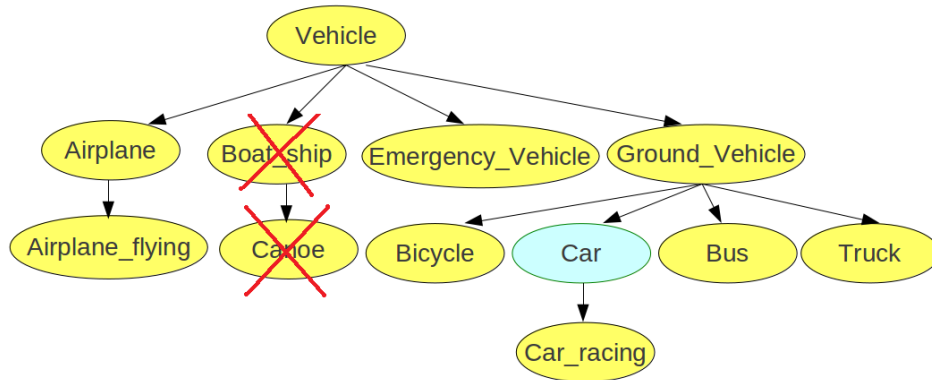 Vehicle
Airplane
Boat_ship
Emergency_Vehicle
Ground_Vehicle
Airplane_flying
Canoe
Bicycle
Car
Bus
Truck
Car_racing